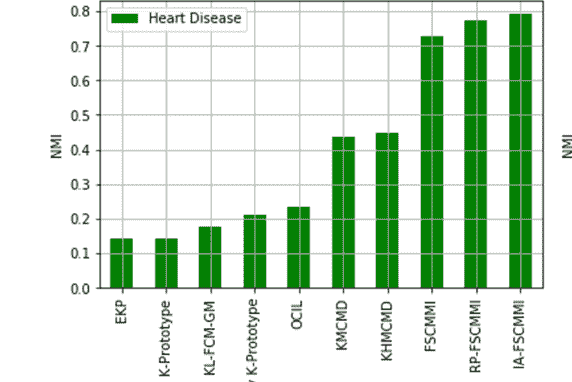 0.8
Heart Disease
0.7
0.6
0.5
0.4
0.3
0.2
0.1
0.0
NMI
NMI
EKP
K-Prototype
KL-FCM-GM
K-Prototype
OCIL
KMCMD
KHMCMD
FSCMMI
RP-FSCMMI
IA-FSCMMI